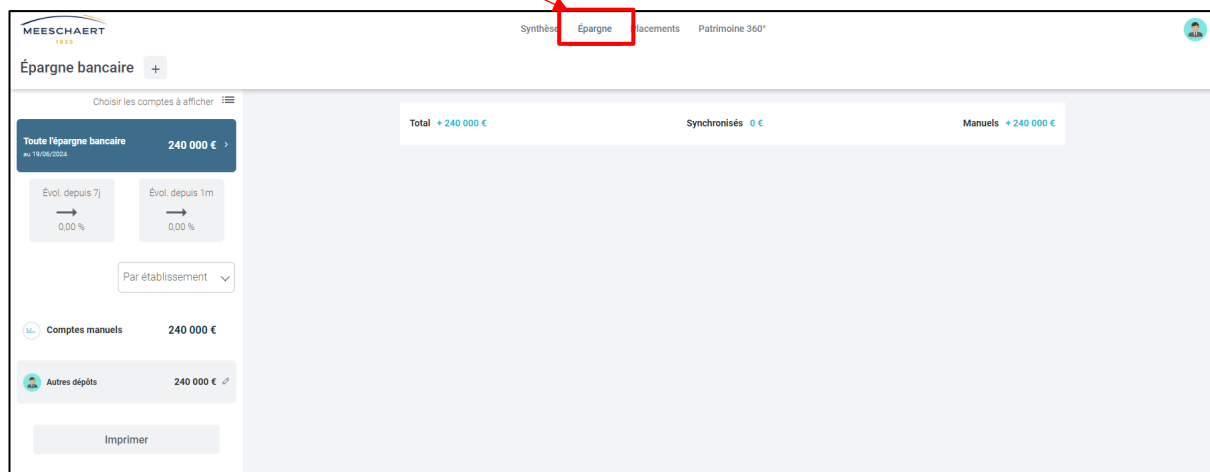 MEESCHAERT
1935
Synthèse Épargne Placements Patrimoine 360°
Épargne bancaire +
Choisir les comptes à afficher
Toute l'épargne bancaire 240 000 € >
au 19/06/2024
Total + 240 000 € Synchronisés 0 € Manuels + 240 000 €
Évol. depuis 7j Évol. depuis 1m
0,00 % 0,00 %
Par établissement
Comptes manuels 240 000 €
Autres dépôts 240 000 €
Imprimer